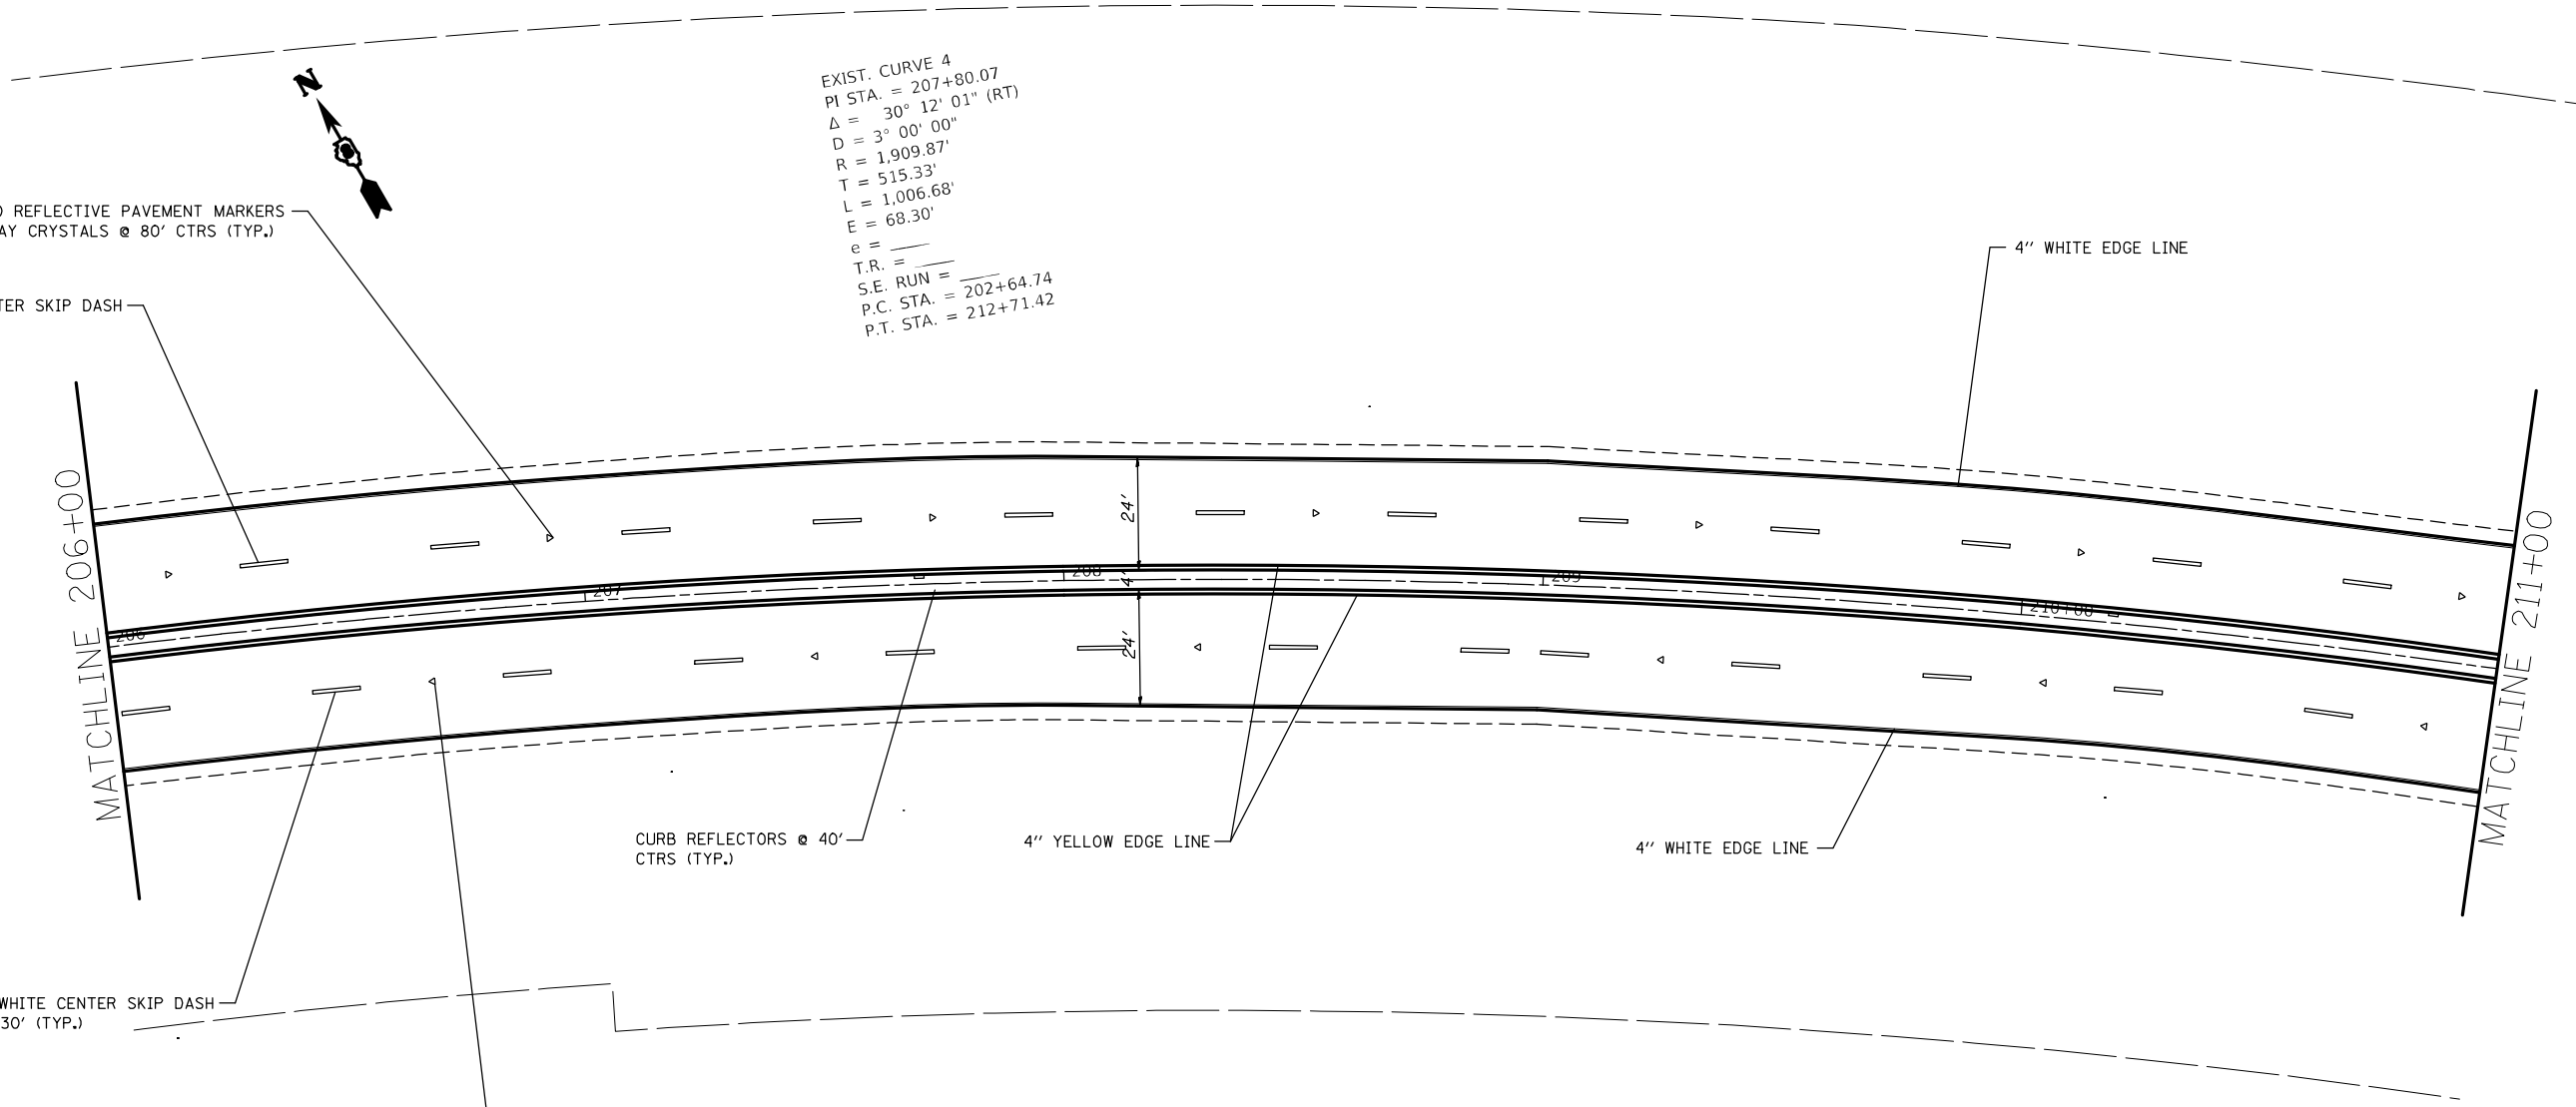 N
EXIST. CURVE 4
PI STA. = 207+80.07
Δ = 30° 12' 01" (RT)
D = 3° 00' 00"
R = 1,909.87'
T = 515.33'
L = 1,006.68'
E = 68.30'
e = ____
T.R. = ____
S.E. RUN = ____
P.C. STA. = 202+64.74
P.T. STA. = 212+71.42
) REFLECTIVE PAVEMENT MARKERS
AY CRYSTALS @ 80' CTRS (TYP.)
TER SKIP DASH
4" WHITE EDGE LINE
MATCHLINE 206+00
206
207
208
209
210+00
24'
4'
24'
MATCHLINE 211+00
CURB REFLECTORS @ 40'
CTRS (TYP.)
4" YELLOW EDGE LINE
4" WHITE EDGE LINE
WHITE CENTER SKIP DASH
30' (TYP.)